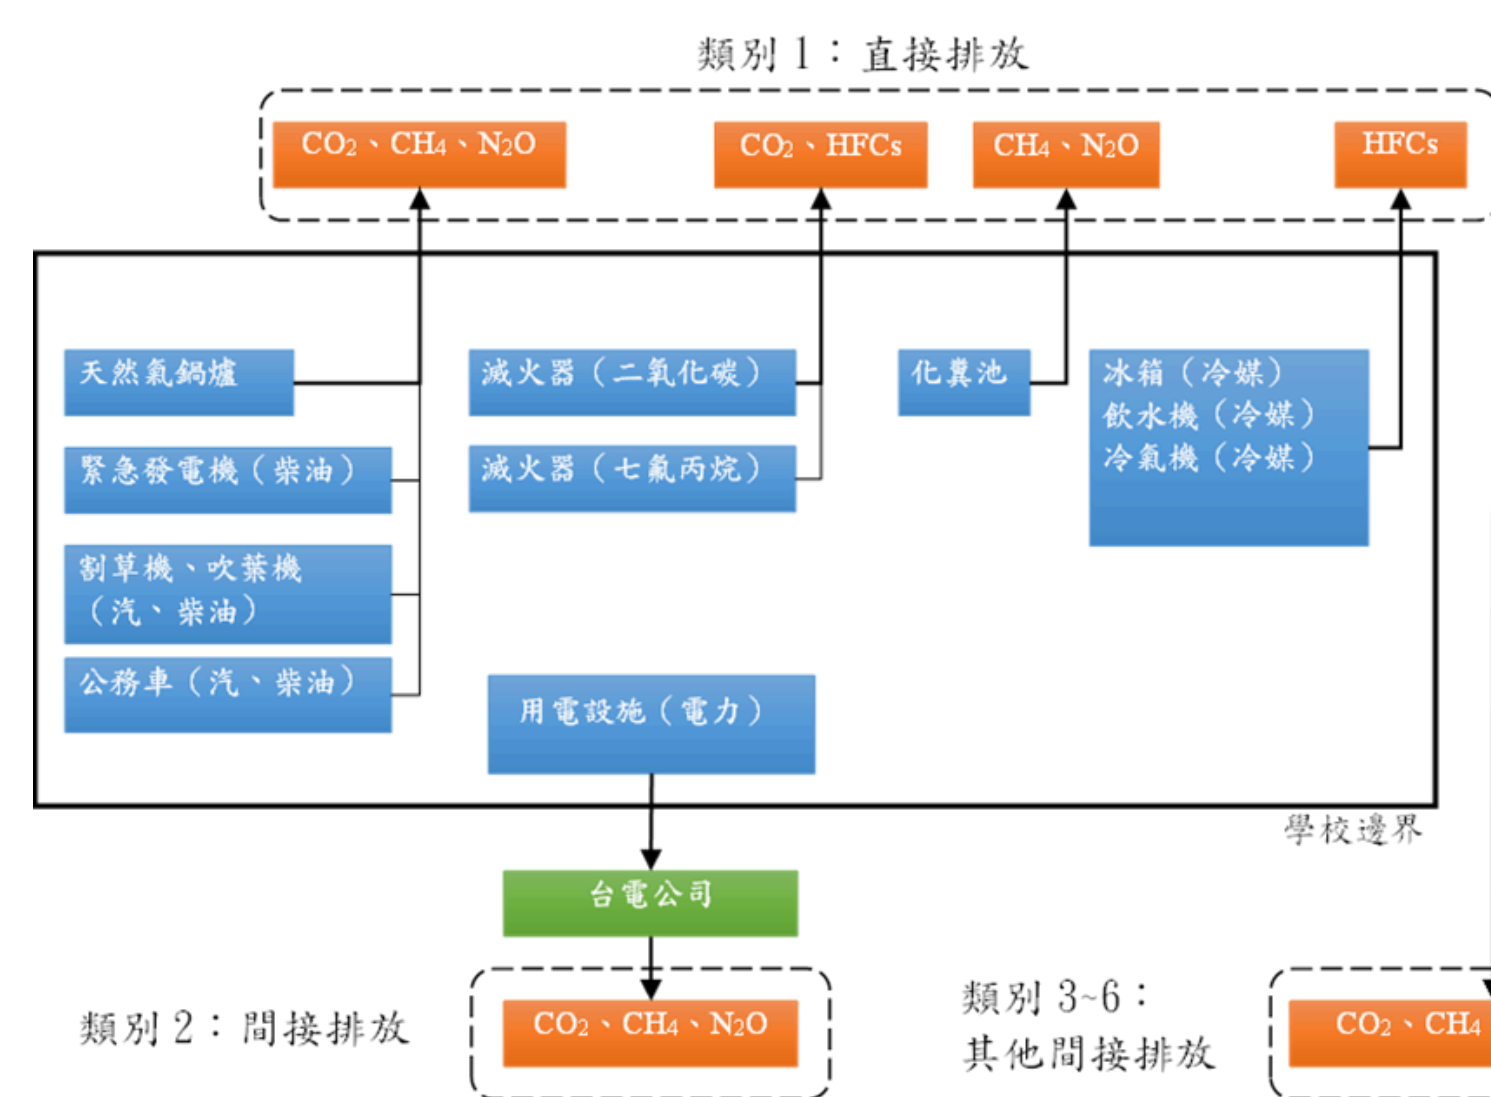 類別 1：直接排放
CO2、CH4、N2O
CO2、HFCs
CH4、N2O
HFCs
天然氣鍋爐
緊急發電機（柴油）
割草機、吹葉機
（汽、柴油）
公務車（汽、柴油）
滅火器（二氧化碳）
滅火器（七氟丙烷）
化糞池
冰箱（冷媒）
飲水機（冷媒）
冷氣機（冷媒）
用電設施（電力）
學校邊界
台電公司
類別 2：間接排放
CO2、CH4、N2O
類別 3~6：
其他間接排放
CO2、CH4